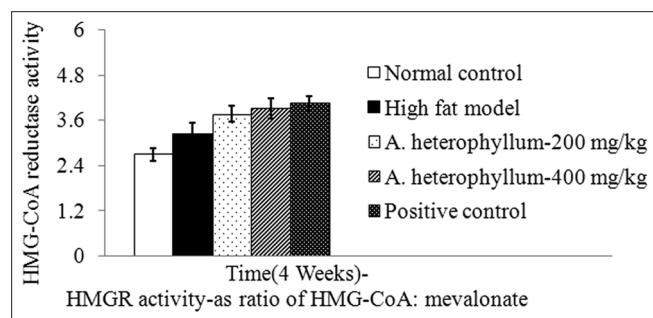 HMG-CoA reductase activity
6
4.8
3.6
2.4
1.2
0
Normal control
High fat model
A. heterophyllum-200 mg/kg
A. heterophyllum-400 mg/kg
Positive control
Time(4 Weeks)-
HMGR activity-as ratio of HMG-CoA: mevalonate